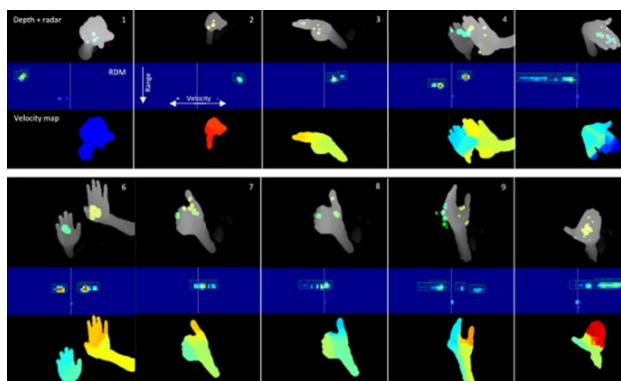 Depth + radar
1
2
3
4
RDM
Range
+ Velocity -
Velocity map
6
7
8
9